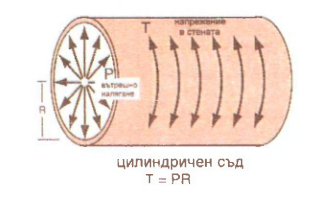 T напрежение
в стената
P
вътрешно
налягане
R
цилиндричен съд
T = PR